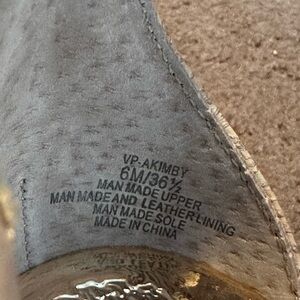 VP-AKIMBY
6M/36½
MAN MADE UPPER
MAN MADE AND LEATHER LINING
MAN MADE SOLE
MADE IN CHINA